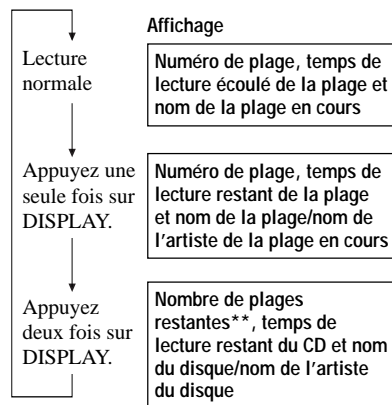 Affichage
Lecture
normale
Numéro de plage, temps de
lecture écoulé de la plage et
nom de la plage en cours
Appuyez une
seule fois sur
DISPLAY.
Numéro de plage, temps de
lecture restant de la plage
et nom de la plage/nom de
l'artiste de la plage en cours
Appuyez
deux fois sur
DISPLAY.
Nombre de plages
restantes**, temps de
lecture restant du CD et nom
du disque/nom de l'artiste
du disque